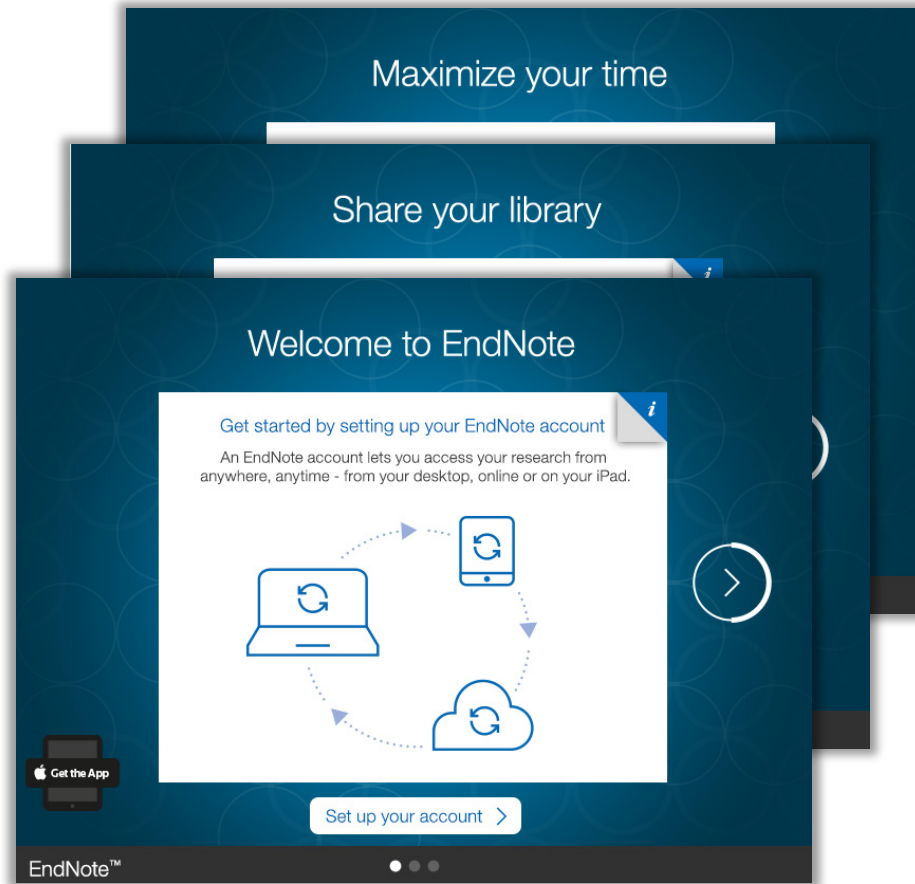 Maximize your time
Share your library
i
Welcome to EndNote
i
Get started by setting up your EndNote account
An EndNote account lets you access your research from
anywhere, anytime - from your desktop, online or on your iPad.
Get the App
Set up your account
EndNote™